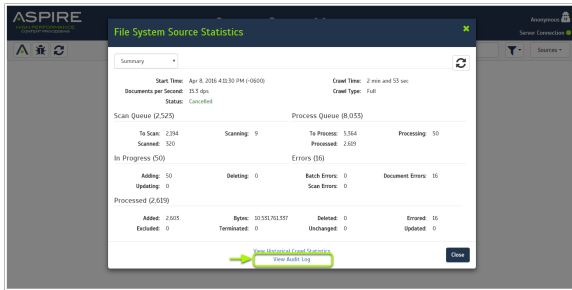 ASPIRE
HIGH PERFORMANCE
CONTENT PROCESSING
Anonymous
Server Connection
Sources
File System Source Statistics
Summary
Start Time: Apr 8, 2016 4:11:30 PM (-0600) Crawl Time: 2 min and 53 sec
Documents per Second: 15.3 dps Crawl Type: Full
Status: Cancelled
Scan Queue (2,523) Process Queue (8,033)
To Scan: 2,194 Scanning: 9 To Process: 5,364 Processing: 50
Scanned: 320 Processed: 2,619
In Progress (50) Errors (16)
Adding: 50 Deleting: 0 Batch Errors: 0 Document Errors: 16
Updating: 0 Scan Errors: 0
Processed (2,619)
Added: 2,603 Bytes: 10,531,761,337 Deleted: 0 Errored: 16
Excluded: 0 Terminated: 0 Unchanged: 0 Updated: 0
View Historical Crawl Statistics
View Audit Log
Close